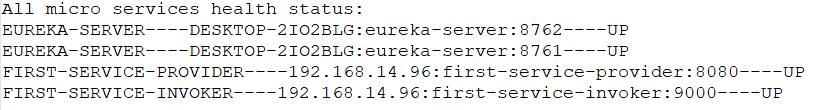 All micro services health status:
EUREKA-SERVER----DESKTOP-2IO2BLG:eureka-server:8762----UP
EUREKA-SERVER----DESKTOP-2IO2BLG:eureka-server:8761----UP
FIRST-SERVICE-PROVIDER----192.168.14.96:first-service-provider:8080----UP
FIRST-SERVICE-INVOKER----192.168.14.96:first-service-invoker:9000----UP